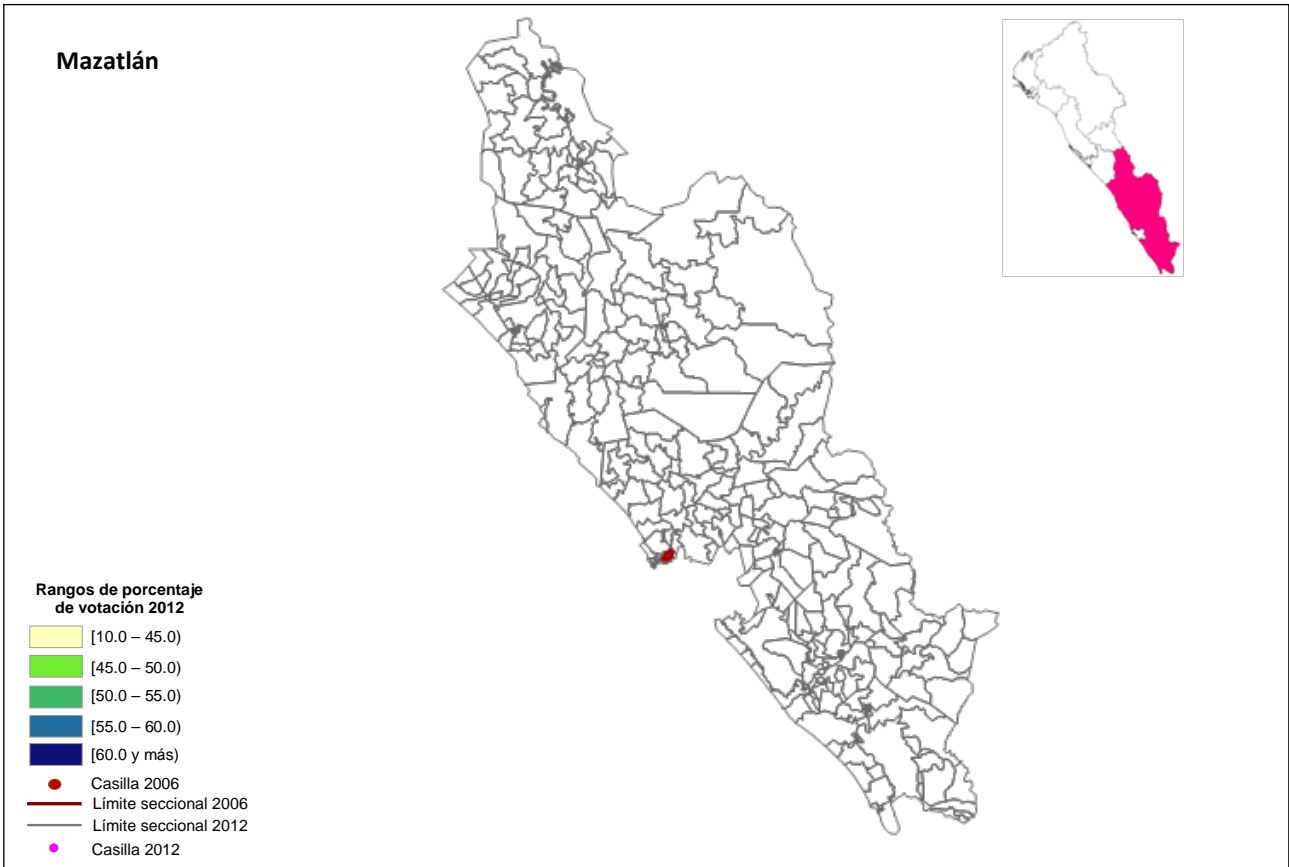 Mazatlán
Rangos de porcentaje
de votación 2012
[10.0 – 45.0)
[45.0 – 50.0)
[50.0 – 55.0)
[55.0 – 60.0)
[60.0 y más)
Casilla 2006
Límite seccional 2006
Límite seccional 2012
Casilla 2012